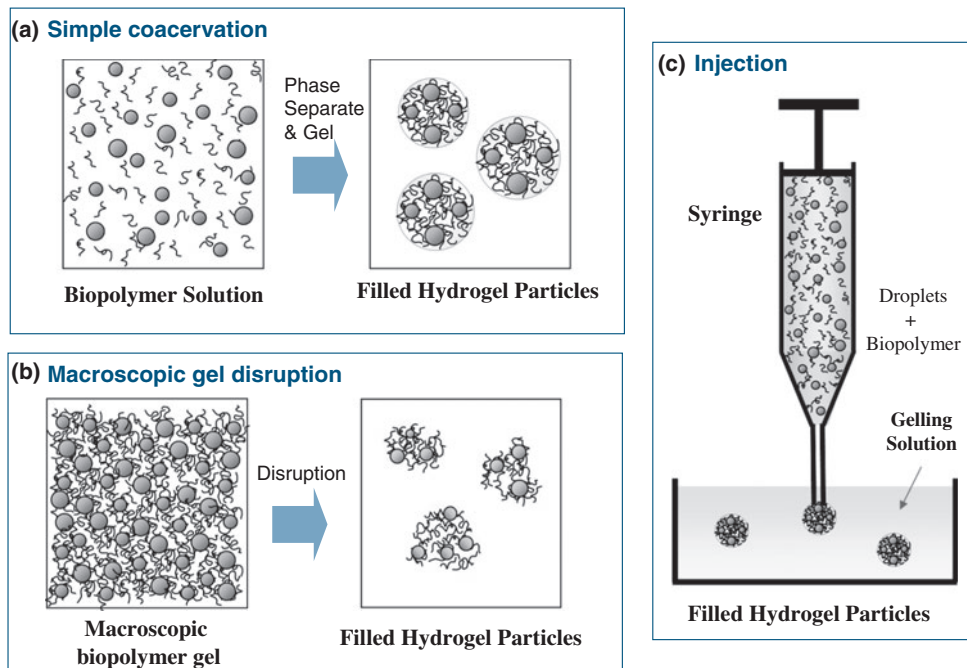 (a) Simple coacervation
Phase
Separate
& Gel
Biopolymer Solution
Filled Hydrogel Particles
(b) Macroscopic gel disruption
Disruption
Macroscopic
biopolymer gel
Filled Hydrogel Particles
(c) Injection
Syringe
Droplets
+
Biopolymer
Gelling
Solution
Filled Hydrogel Particles